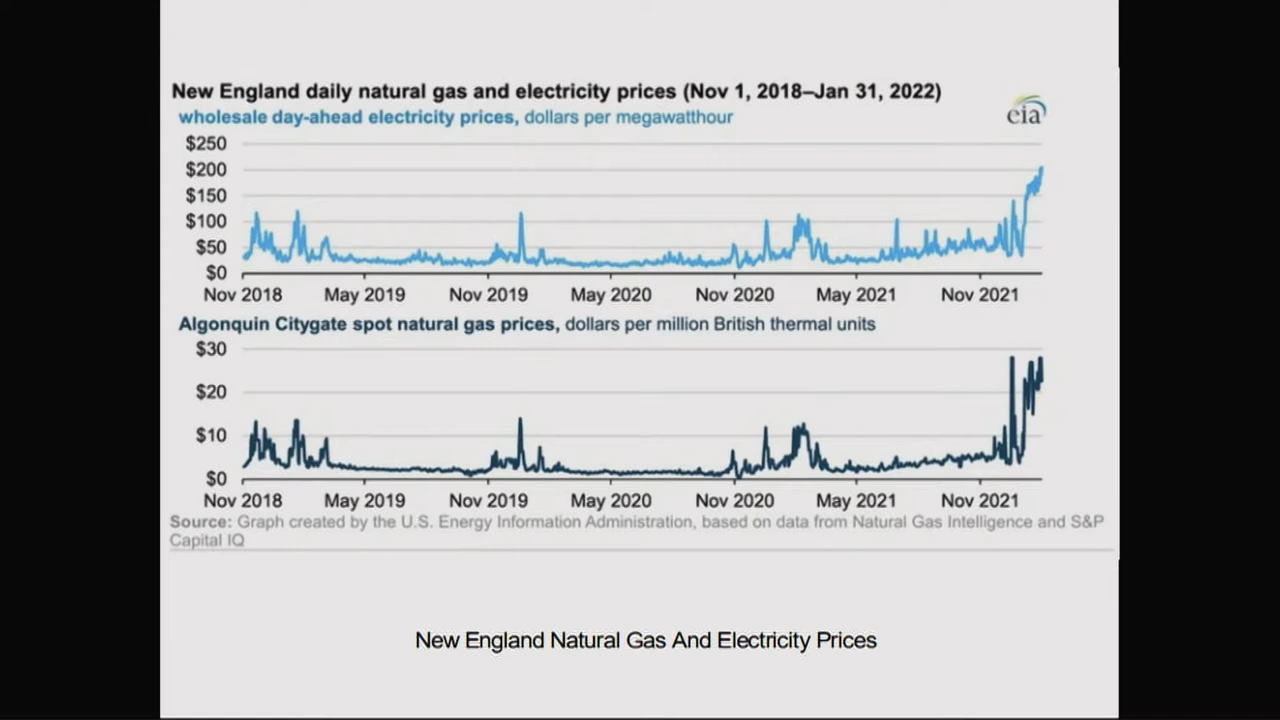 New England daily natural gas and electricity prices (Nov 1, 2018–Jan 31, 2022)
wholesale day-ahead electricity prices, dollars per megawatthour
eia
$250
$200
$150
$100
$50
$0
Nov 2018 May 2019 Nov 2019 May 2020 Nov 2020 May 2021 Nov 2021
Algonquin Citygate spot natural gas prices, dollars per million British thermal units
$30
$20
$10
$0
Nov 2018 May 2019 Nov 2019 May 2020 Nov 2020 May 2021 Nov 2021
Source: Graph created by the U.S. Energy Information Administration, based on data from Natural Gas Intelligence and S&P
Capital IQ
New England Natural Gas And Electricity Prices